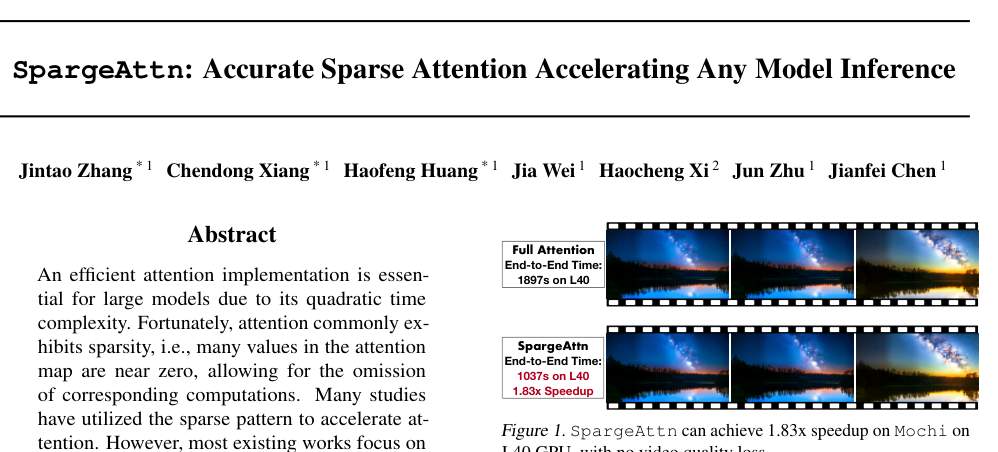 SpargeAttn: Accurate Sparse Attention Accelerating Any Model Inference
Jintao Zhang * 1 Chendong Xiang * 1 Haofeng Huang * 1 Jia Wei 1 Haocheng Xi 2 Jun Zhu 1 Jianfei Chen 1
Abstract
An efficient attention implementation is essen-
tial for large models due to its quadratic time
complexity. Fortunately, attention commonly ex-
hibits sparsity, i.e., many values in the attention
map are near zero, allowing for the omission
of corresponding computations. Many studies
have utilized the sparse pattern to accelerate at-
tention. However, most existing works focus on
Full Attention
End-to-End Time:
1897s on L40
SpargeAttn
End-to-End Time:
1037s on L40
1.83x Speedup
Figure 1. SpargeAttn can achieve 1.83x speedup on Mochi on
L40 GPU, with no video quality loss.